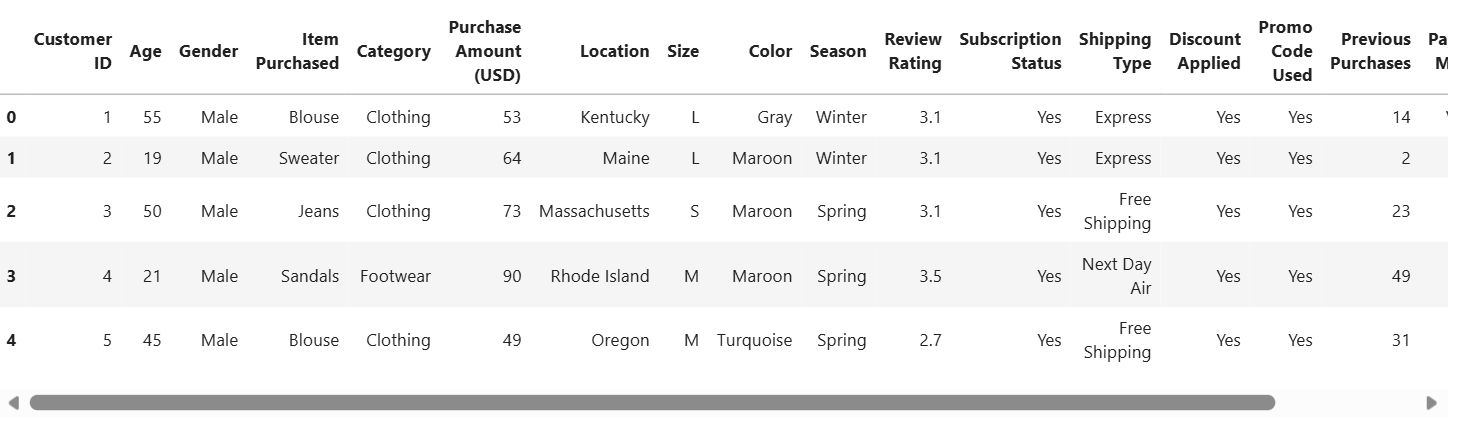 Customer ID Age Gender Item Purchased Category Purchase Amount (USD) Location Size Color Season Review Rating Subscription Status Shipping Type Discount Applied Promo Code Used Previous Purchases
0 1 55 Male Blouse Clothing 53 Kentucky L Gray Winter 3.1 Yes Express Yes Yes 14
1 2 19 Male Sweater Clothing 64 Maine L Maroon Winter 3.1 Yes Express Yes Yes 2
2 3 50 Male Jeans Clothing 73 Massachusetts S Maroon Spring 3.1 Yes Free Shipping Yes Yes 23
3 4 21 Male Sandals Footwear 90 Rhode Island M Maroon Spring 3.5 Yes Next Day Air Yes Yes 49
4 5 45 Male Blouse Clothing 49 Oregon M Turquoise Spring 2.7 Yes Free Shipping Yes Yes 31